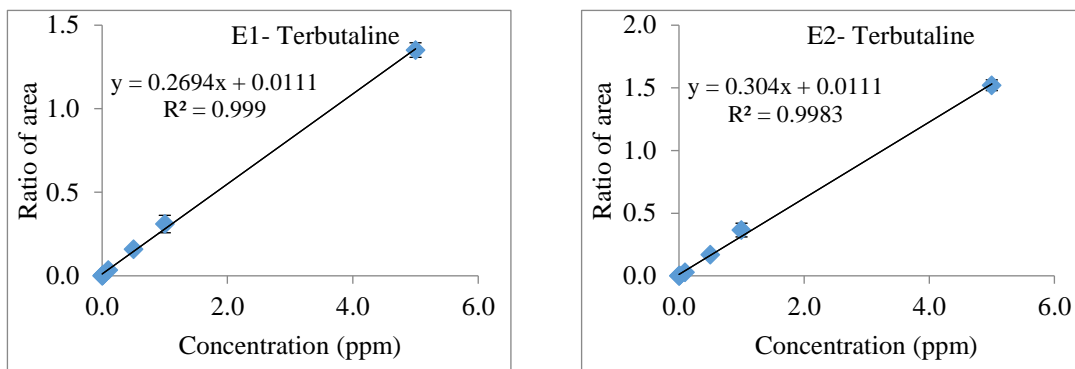 E1- Terbutaline
y = 0.2694x + 0.0111
R² = 0.999
Ratio of area
1.5
1.0
0.5
0.0
0.0 2.0 4.0 6.0
Concentration (ppm)
E2- Terbutaline
y = 0.304x + 0.0111
R² = 0.9983
Ratio of area
2.0
1.5
1.0
0.5
0.0
0.0 2.0 4.0 6.0
Concentration (ppm)